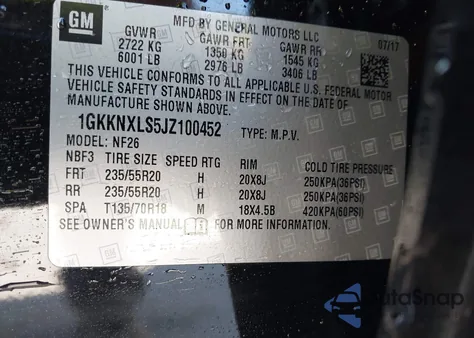 GM
MFD BY GENERAL MOTORS LLC
GVWR GAWR FRT GAWR RR 07/17
2722 KG 1350 KG 1545 KG
6001 LB 2976 LB 3406 LB
THIS VEHICLE CONFORMS TO ALL APPLICABLE U.S. FEDERAL MOTOR
VEHICLE SAFETY STANDARDS IN EFFECT ON THE DATE OF
MANUFACTURE SHOWN ABOVE.
1GKKNXLS5JZ100452 TYPE: M.P.V.
MODEL: NF26
NBF3 TIRE SIZE SPEED RTG RIM COLD TIRE PRESSURE
FRT 235/55R20 H 20X8J 250KPA(36PSI)
RR 235/55R20 H 20X8J 250KPA(36PSI)
SPA T135/70R18 M 18X4.5B 420KPA(60PSI)
SEE OWNER'S MANUAL FOR MORE INFORMATION.
AutoSnap